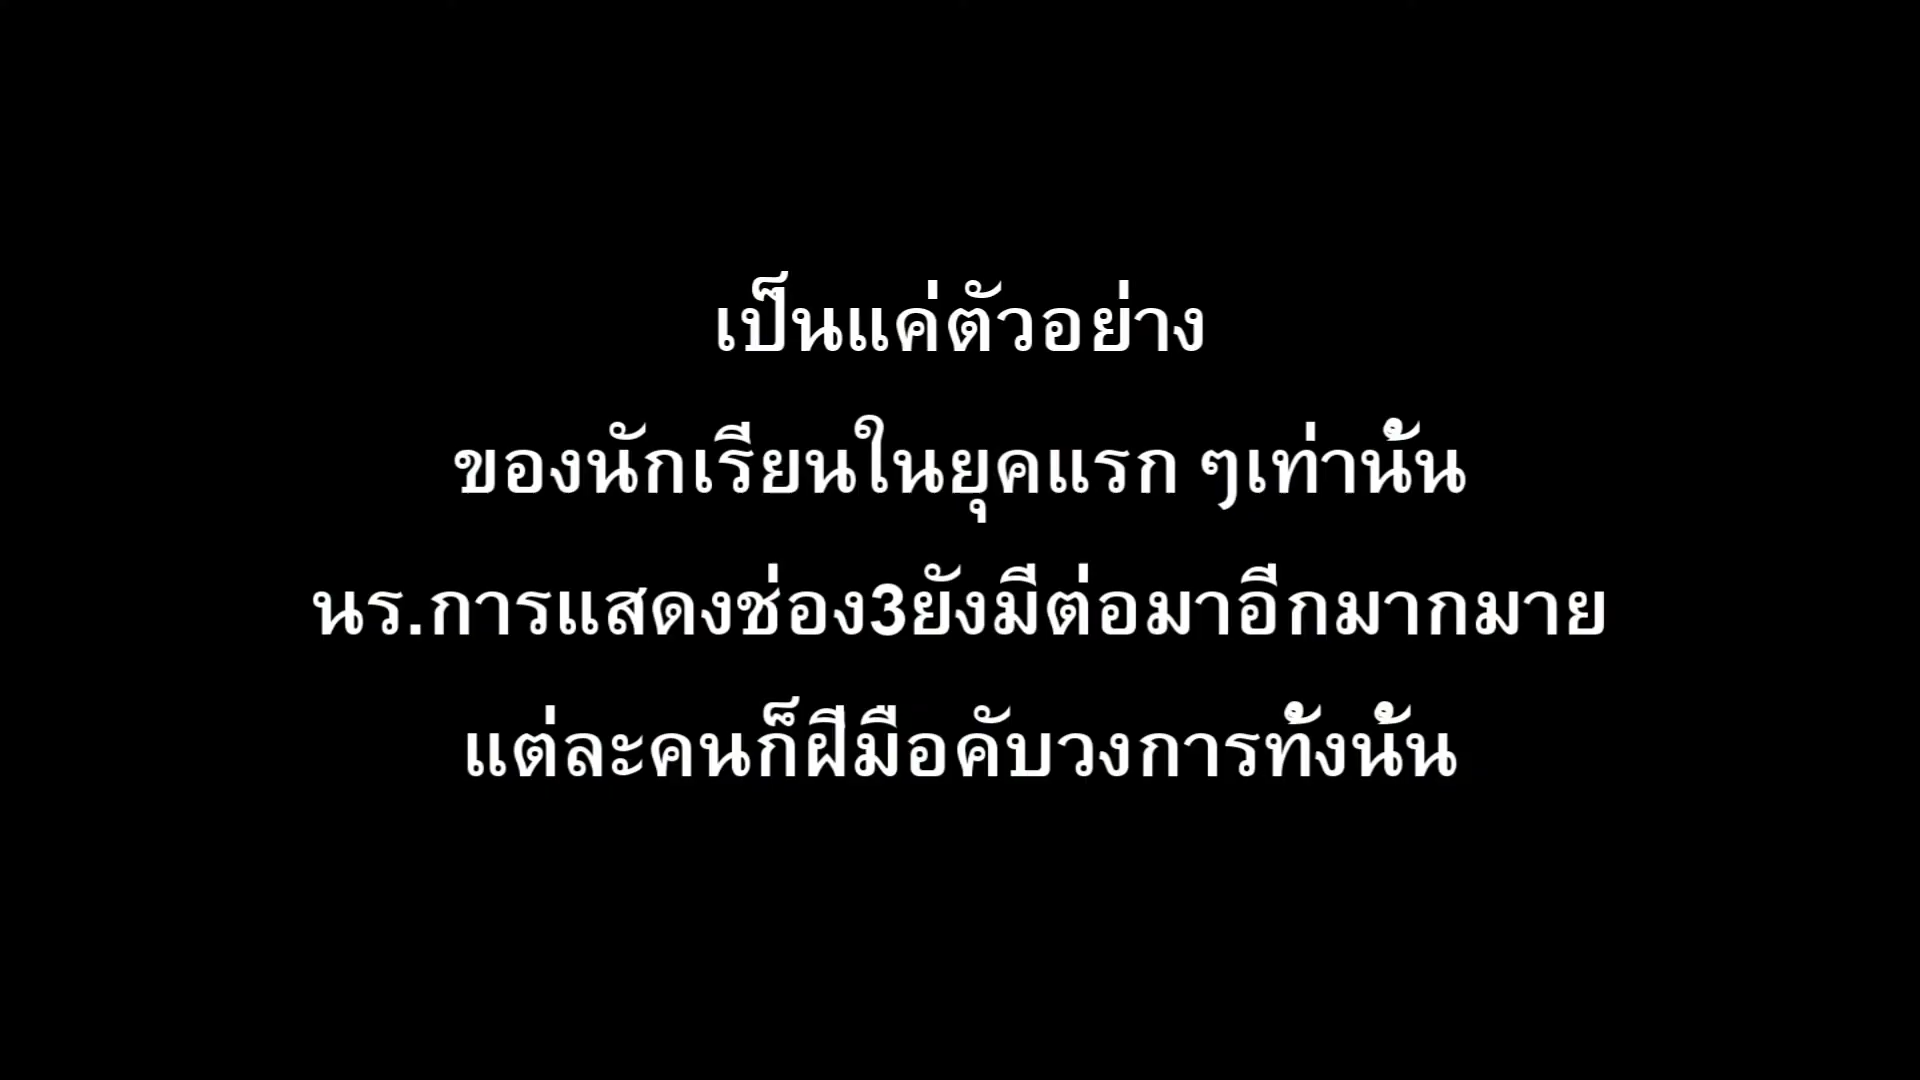 เป็นแค่ตัวอย่าง
ของนักเรียนในยุคแรก ๆเท่านั้น
นร.การแสดงช่อง3ยังมีต่อมาอีกมากมาย
แต่ละคนก็ฝีมือคับวงการทั้งนั้น